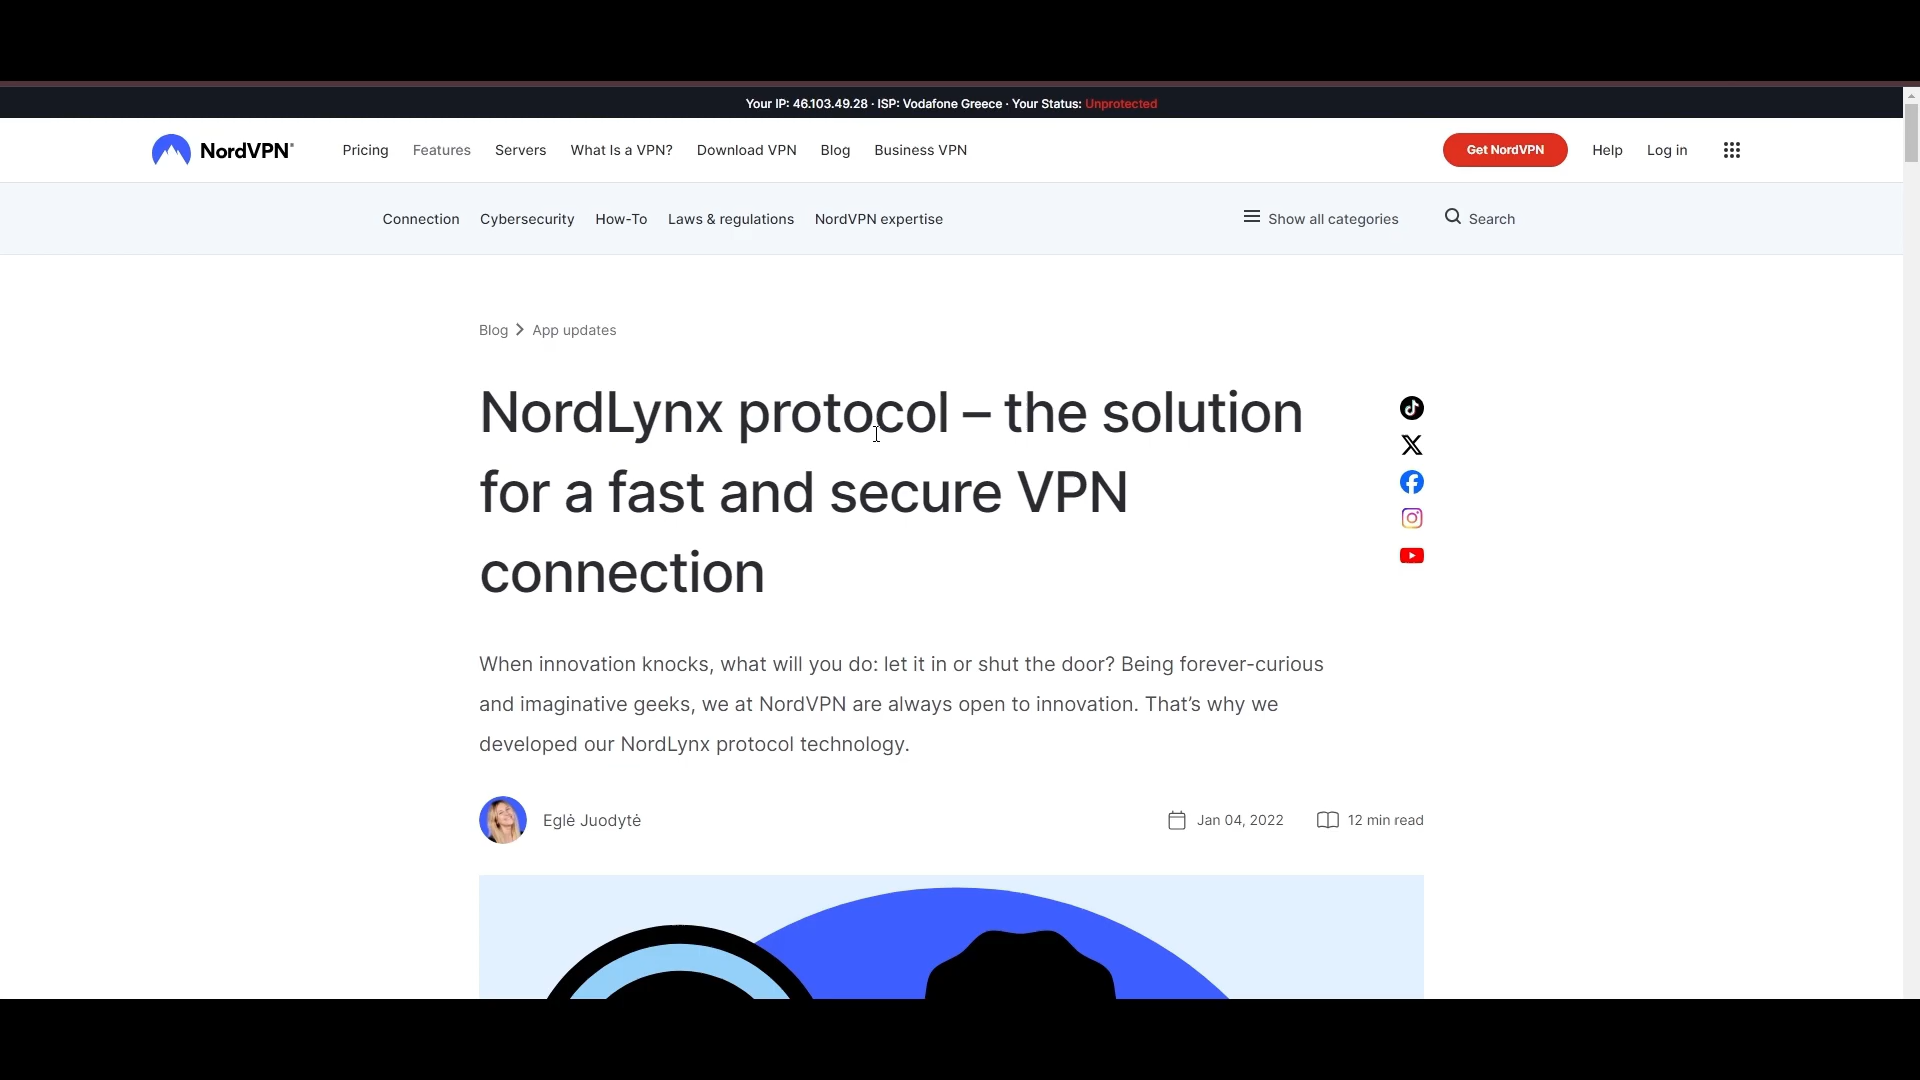 Your IP: 46.103.49.28 · ISP: Vodafone Greece · Your Status: Unprotected
NordVPN®
Pricing
Features
Servers
What Is a VPN?
Download VPN
Blog
Business VPN
Get NordVPN
Help
Log in
Connection
Cybersecurity
How-To
Laws & regulations
NordVPN expertise
Show all categories
Search
Blog
App updates
NordLynx protocol – the solution
for a fast and secure VPN
connection
When innovation knocks, what will you do: let it in or shut the door? Being forever-curious
and imaginative geeks, we at NordVPN are always open to innovation. That’s why we
developed our NordLynx protocol technology.
Eglė Juodytė
Jan 04, 2022
12 min read